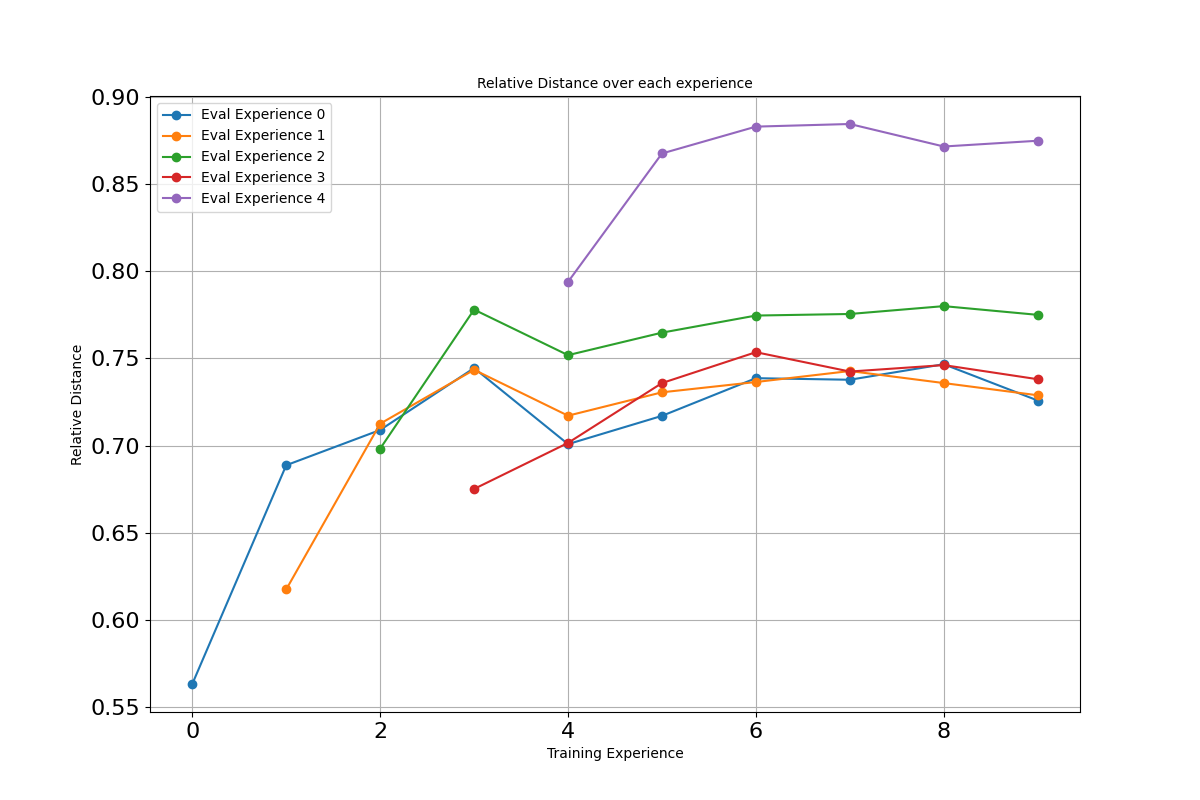 Relative Distance over each experience
0.90
0.85
0.80
0.75
0.70
0.65
0.60
0.55
Relative Distance
Eval Experience 0
Eval Experience 1
Eval Experience 2
Eval Experience 3
Eval Experience 4
0 2 4 6 8
Training Experience